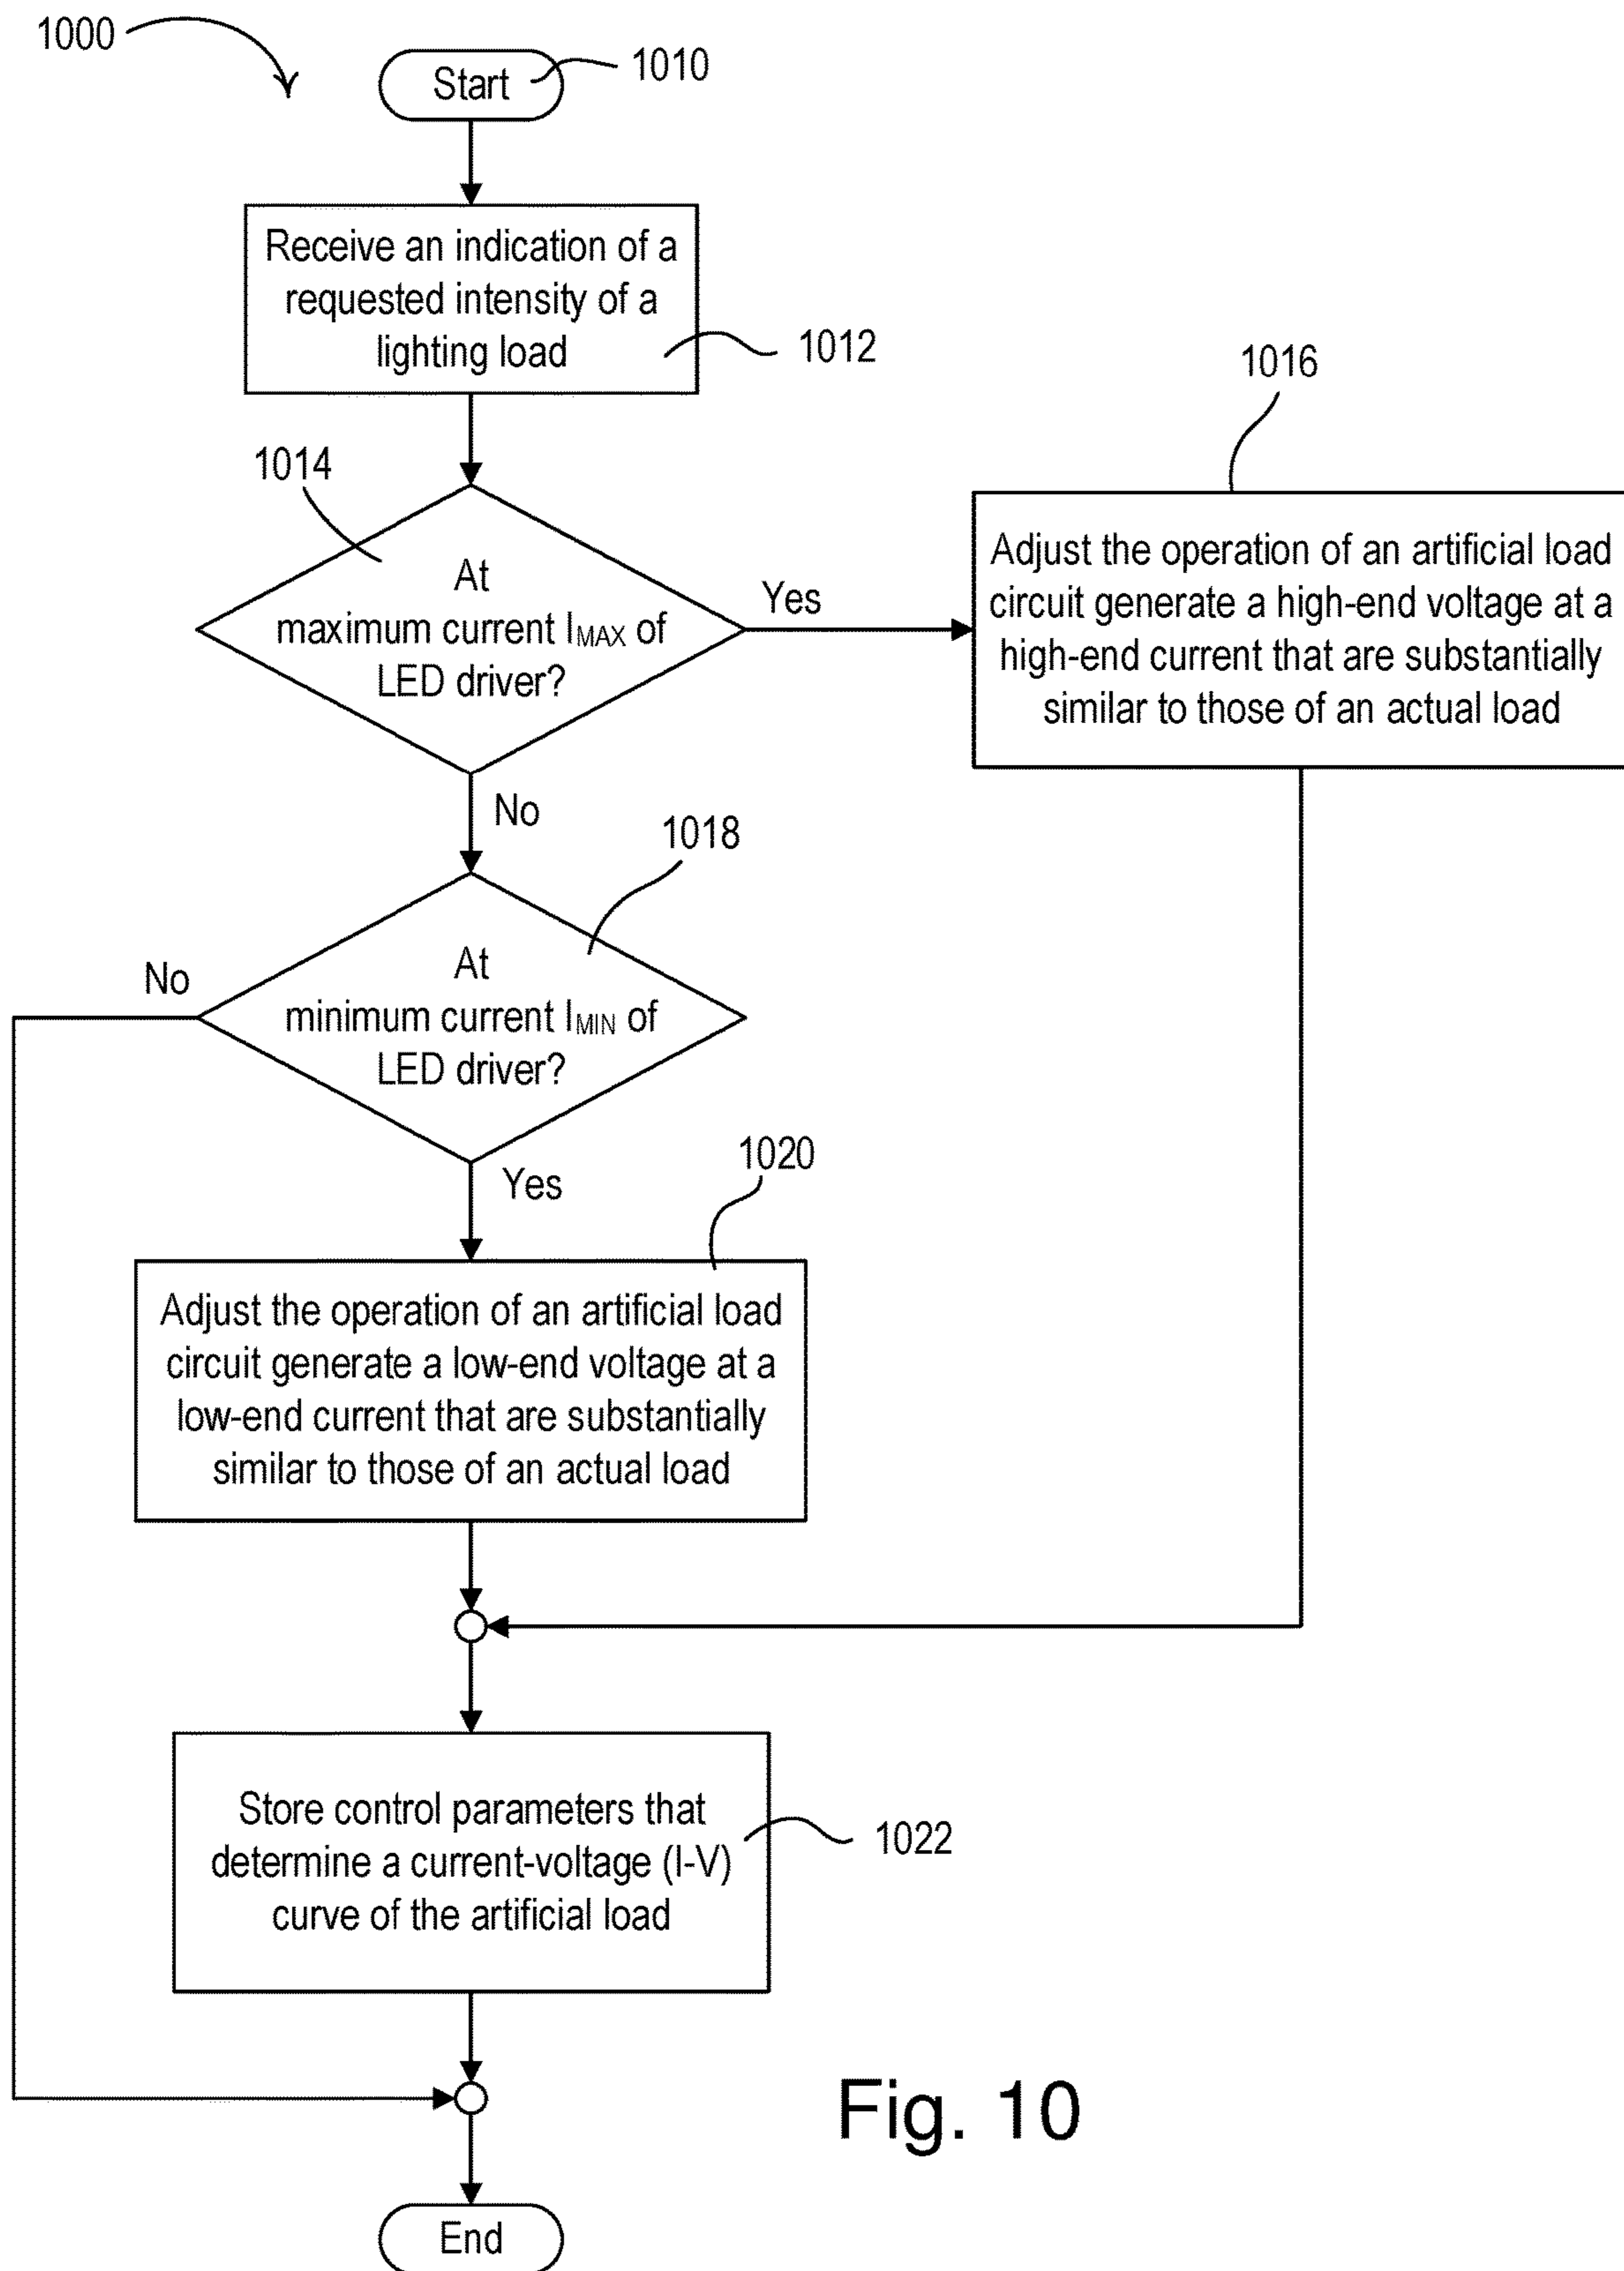 1000
Start
1010
Receive an indication of a
requested intensity of a
lighting load
1012
1014
At
maximum current IMAX of
LED driver?
Yes
1016
Adjust the operation of an artificial load
circuit generate a high-end voltage at a
high-end current that are substantially
similar to those of an actual load
No
1018
At
minimum current IMIN of
LED driver?
No
Yes
1020
Adjust the operation of an artificial load
circuit generate a low-end voltage at a
low-end current that are substantially
similar to those of an actual load
Store control parameters that
determine a current-voltage (I-V)
curve of the artificial load
1022
Fig. 10
End